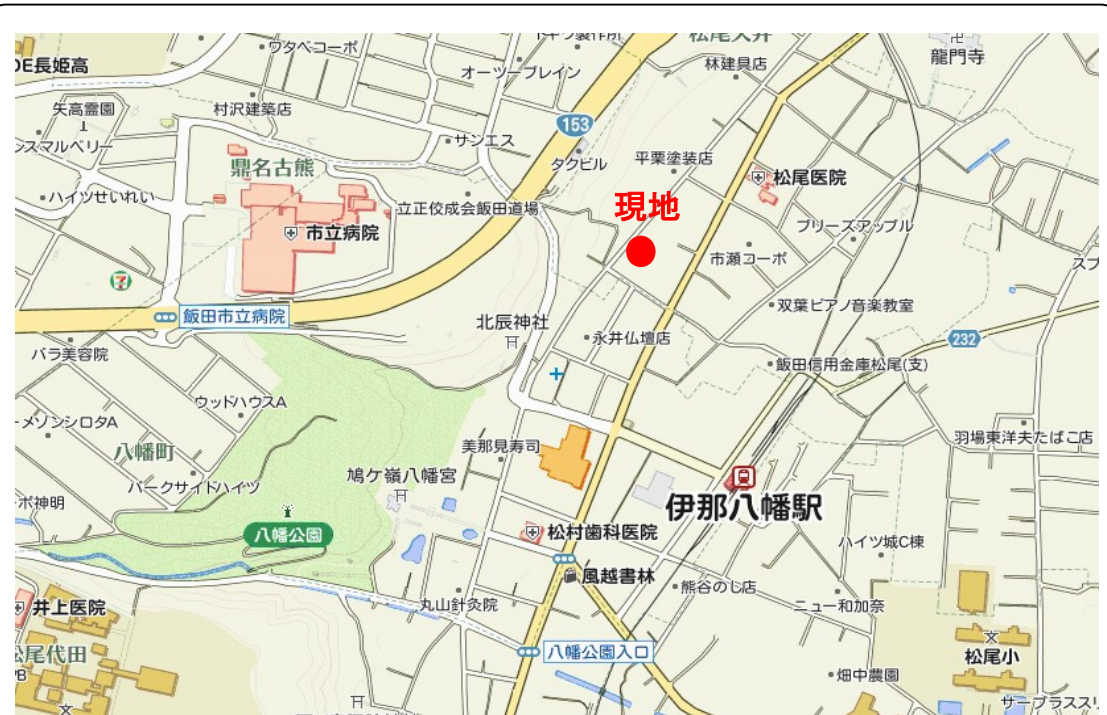 松尾久井
卍
龍門寺
ワタベコーポ
オーツーブレイン
林建具店
DE長姫高
矢高霊園
村沢建築店
153
サンエス
タクビル
平栗塗装店
松尾医院
鼎名古熊
ハイツせいれい
立正佼成会飯田道場
現地
市立病院
ブリーズアップル
市瀬コーポ
7
飯田市立病院
双葉ピアノ音楽教室
北辰神社
永井仏壇店
232
バラ美容院
飯田信用金庫松尾(支)
ウッドハウスA
メゾンシロタA
八幡町
美那見寿司
羽場東洋夫たばこ店
鳩ケ嶺八幡宮
パークサイドハイツ
ポ神明
伊那八幡駅
八幡公園
松村歯科医院
ハイツ城C棟
風越書林
熊谷のし店
井上医院
丸山針灸院
ニュー和加奈
尾代田
八幡公園入口
文
松尾小
畑中農園
文
サープラスス